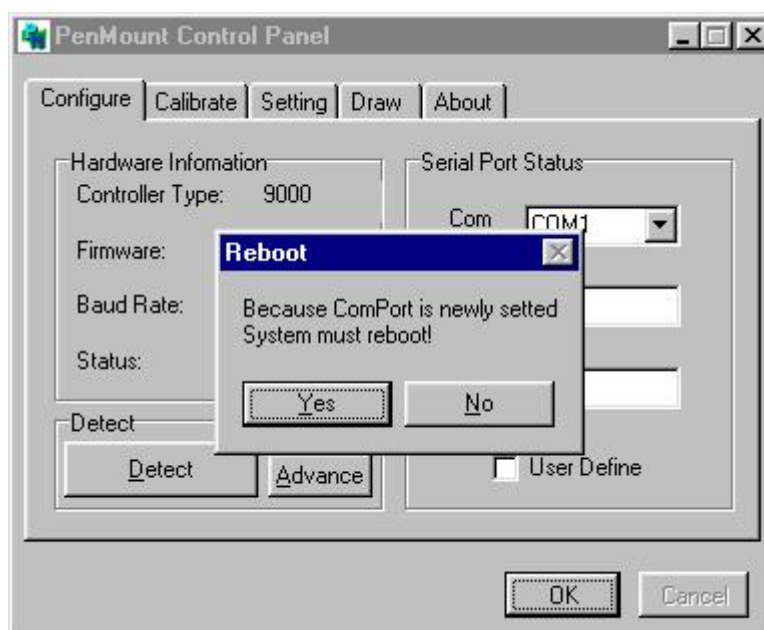 PenMount Control Panel
Configure Calibrate Setting Draw About
Hardware Infomation
Controller Type: 9000
Firmware:
Baud Rate:
Status:
Serial Port Status
Com COM1
Reboot
Because ComPort is newly setted
System must reboot!
Yes No
Detect
Detect Advance
User Define
OK Cancel